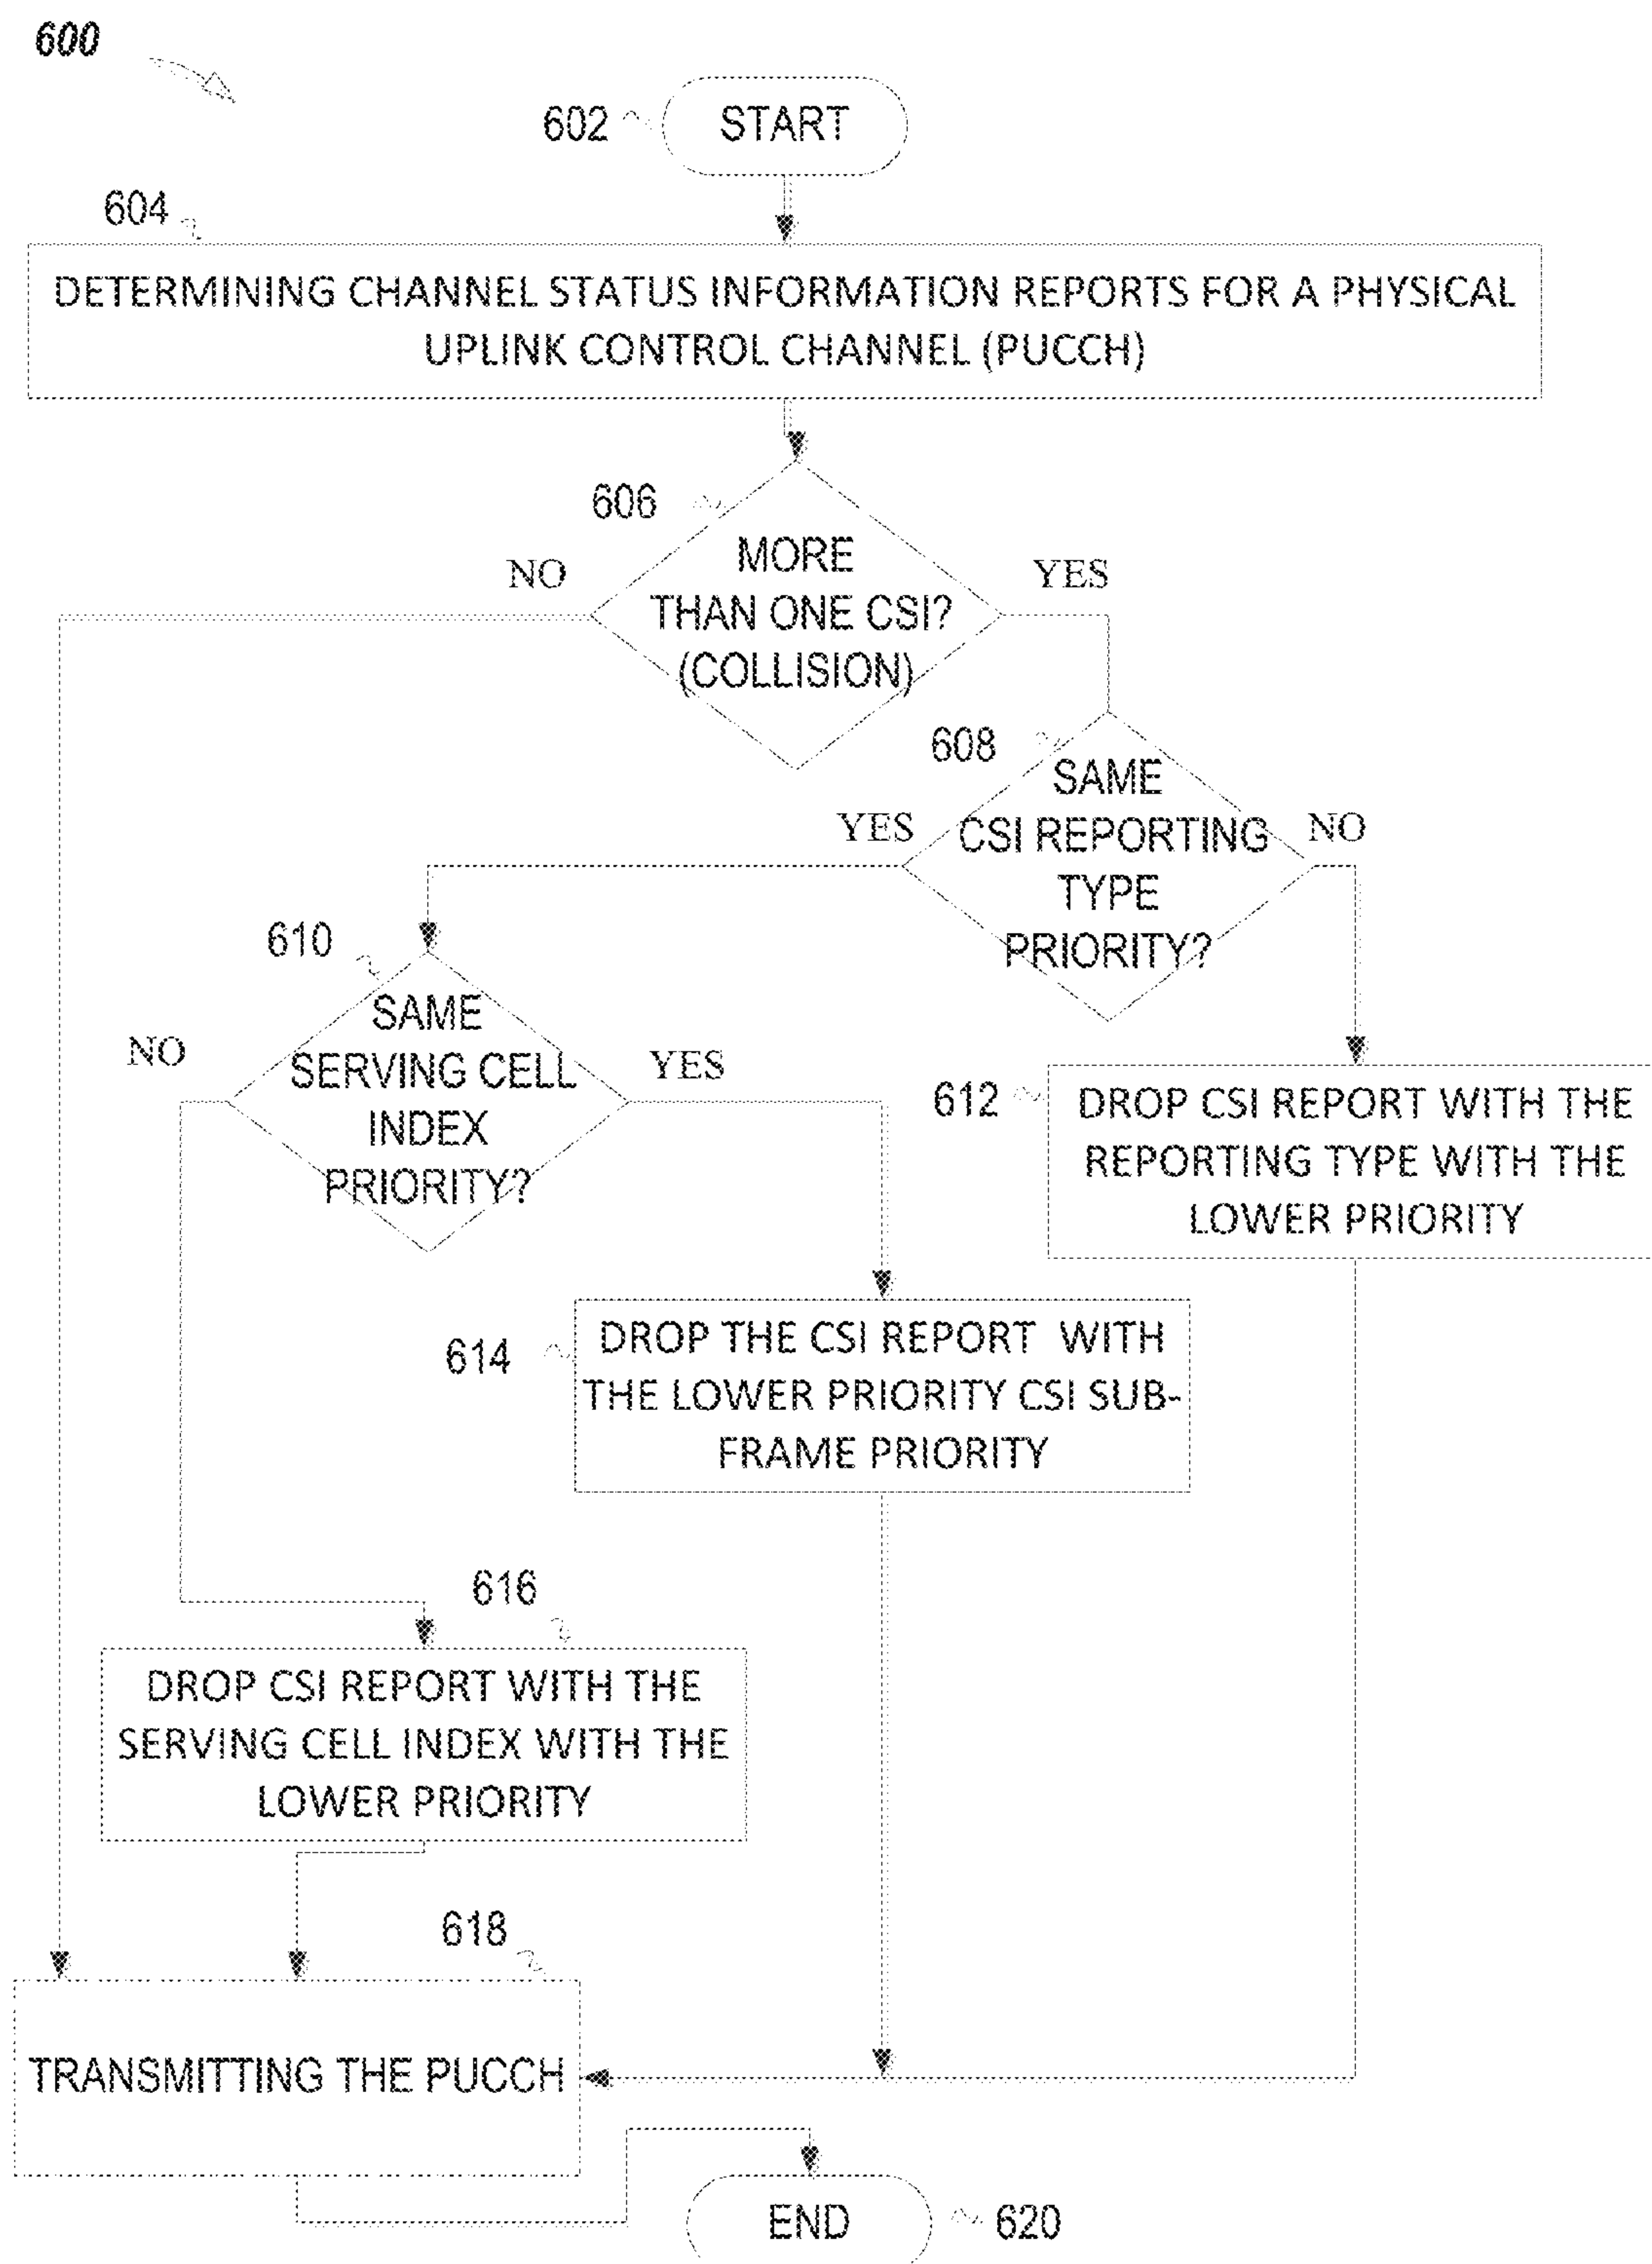 600
602
START
604
DETERMINING CHANNEL STATUS INFORMATION REPORTS FOR A PHYSICAL
UPLINK CONTROL CHANNEL (PUCCH)
606
NO
YES
MORE
THAN ONE CSI?
(COLLISION)
608
YES
NO
SAME
CSI REPORTING
TYPE
PRIORITY?
610
NO
YES
SAME
SERVING CELL
INDEX
PRIORITY?
612
DROP CSI REPORT WITH THE
REPORTING TYPE WITH THE
LOWER PRIORITY
614
DROP THE CSI REPORT WITH
THE LOWER PRIORITY CSI SUB-
FRAME PRIORITY
616
DROP CSI REPORT WITH THE
SERVING CELL INDEX WITH THE
LOWER PRIORITY
618
TRANSMITTING THE PUCCH
END
620